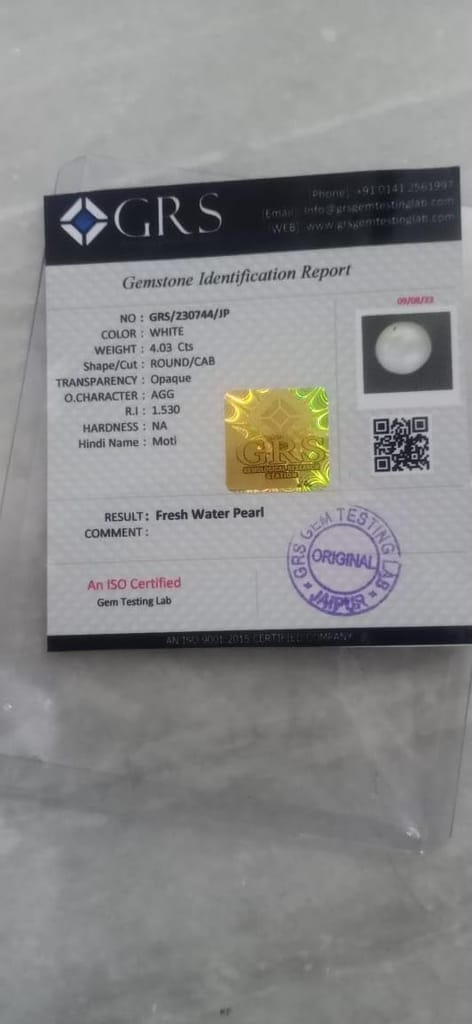 GRS
Phone] +91 0141 2561997
[Email] Info@grsgemtestinglab.com
[WEB] www.grsgemtestinglab.com
Gemstone Identification Report
09/08/23
NO : GRS/230744/JP
COLOR : WHITE
WEIGHT : 4.03 Cts
Shape/Cut : ROUND/CAB
TRANSPARENCY : Opaque
O.CHARACTER : AGG
R.I : 1.530
HARDNESS : NA
Hindi Name : Moti
GRS
GEMOLOGICAL RESEARCH
STATION
RESULT : Fresh Water Pearl
COMMENT :
GRS GEM TESTING LAB
ORIGINAL
JAIPUR
An ISO Certified
Gem Testing Lab
AN ISO 9001:2015 CERTIFIED COMPANY